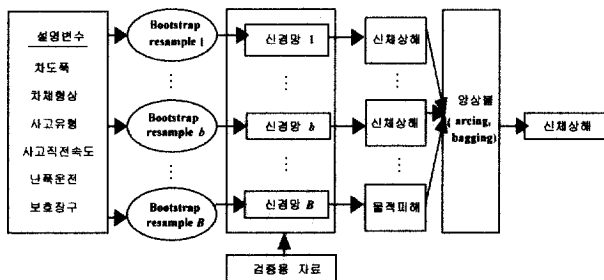 설명변수
차도폭
차체형상
사고유형
사고직전속도
난폭운전
보호장구
Bootstrap
resample 1
⋮
Bootstrap
resample b
⋮
Bootstrap
resample B
신경망 1
⋮
신경망 b
⋮
신경망 B
검증용 자료
신체상해
⋮
신체상해
⋮
물적피해
앙상블
( arcing,
bagging)
신체상해